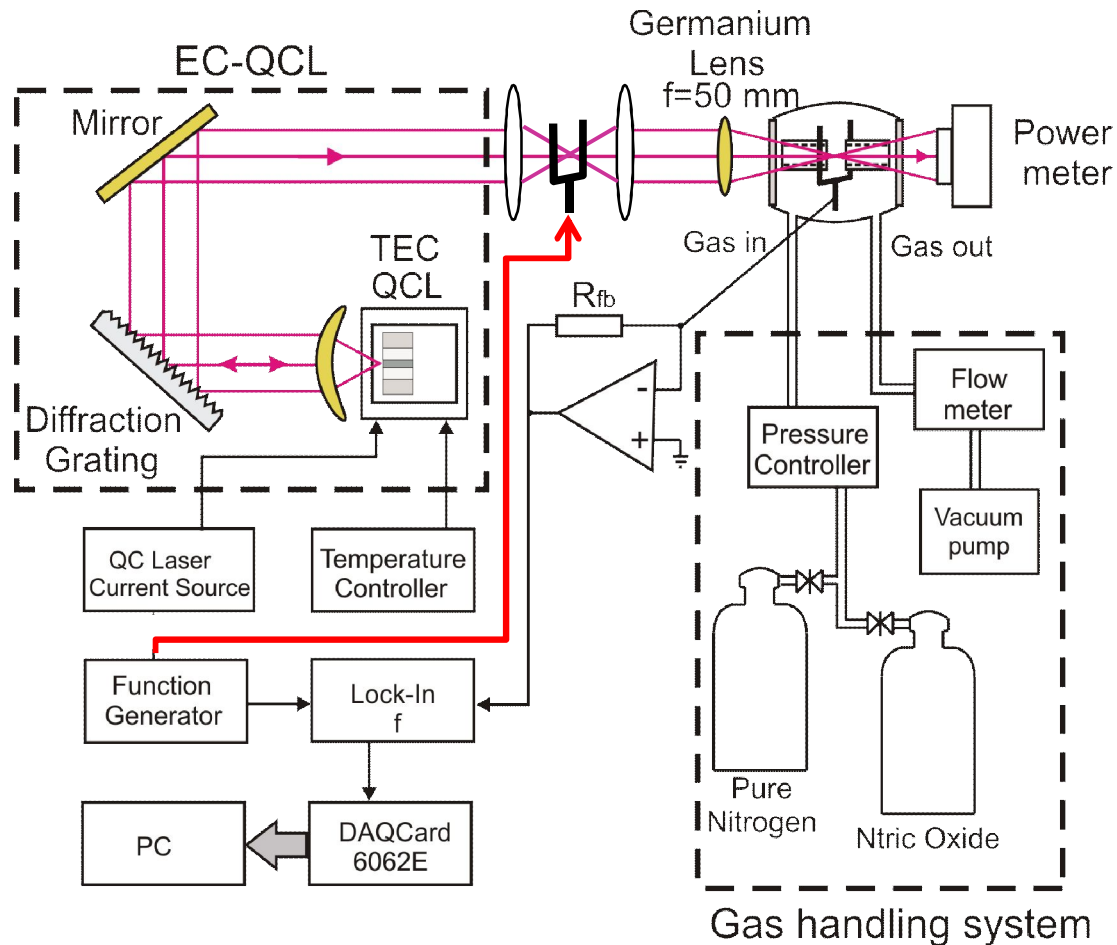 EC-QCL
Mirror
TEC
QCL
Diffraction
Grating
Germanium
Lens
f=50 mm
Power
meter
Gas in
Gas out
Rfb
-
+
Flow
meter
Pressure
Controller
Vacuum
pump
QC Laser
Current Source
Temperature
Controller
Function
Generator
Lock-In
f
PC
DAQCard
6062E
Pure
Nitrogen
Ntric Oxide
Gas handling system